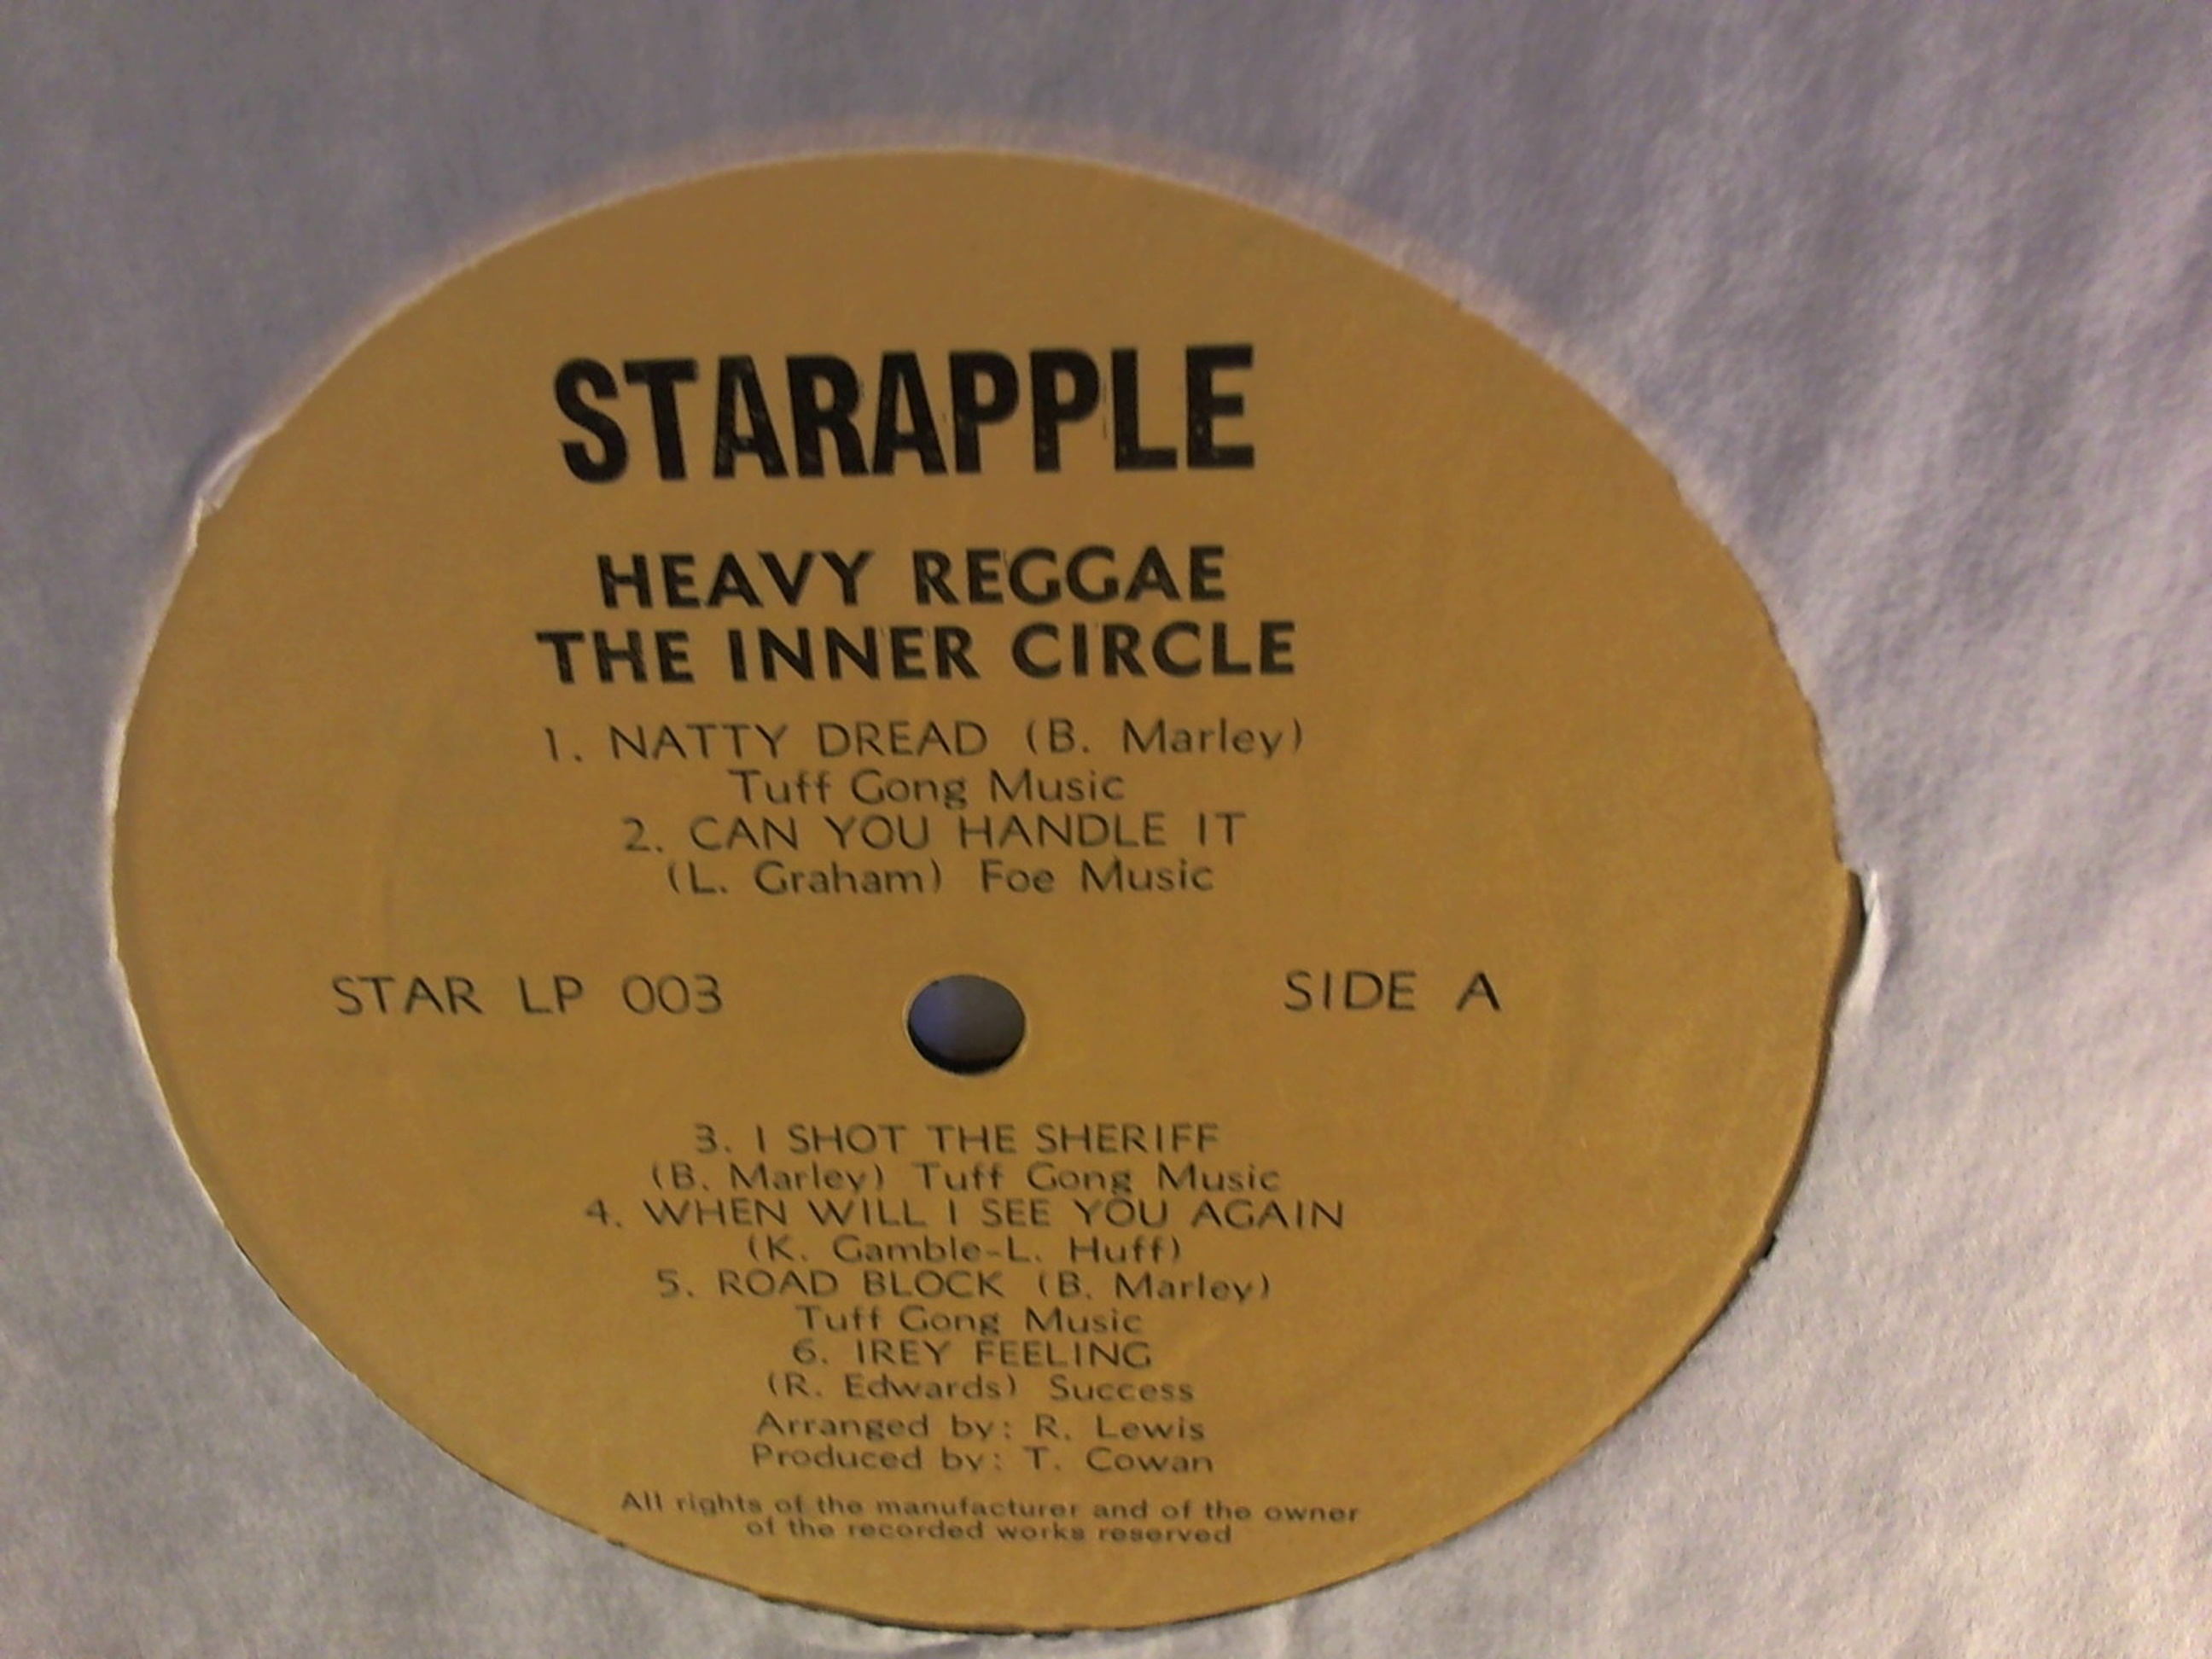 STARAPPLE
HEAVY REGGAE
THE INNER CIRCLE
1. NATTY DREAD (B. Marley)
Tuff Gong Music
2. CAN YOU HANDLE IT
(L. Graham) Foe Music
STAR LP 003
SIDE A
3. I SHOT THE SHERIFF
(B. Marley) Tuff Gong Music
4. WHEN WILL I SEE YOU AGAIN
(K. Gamble-L. Huff)
5. ROAD BLOCK (B. Marley)
Tuff Gong Music
6. IREY FEELING
(R. Edwards) Success
Arranged by: R. Lewis
Produced by: T. Cowan
All rights of the manufacturer and of the owner
of the recorded works reserved